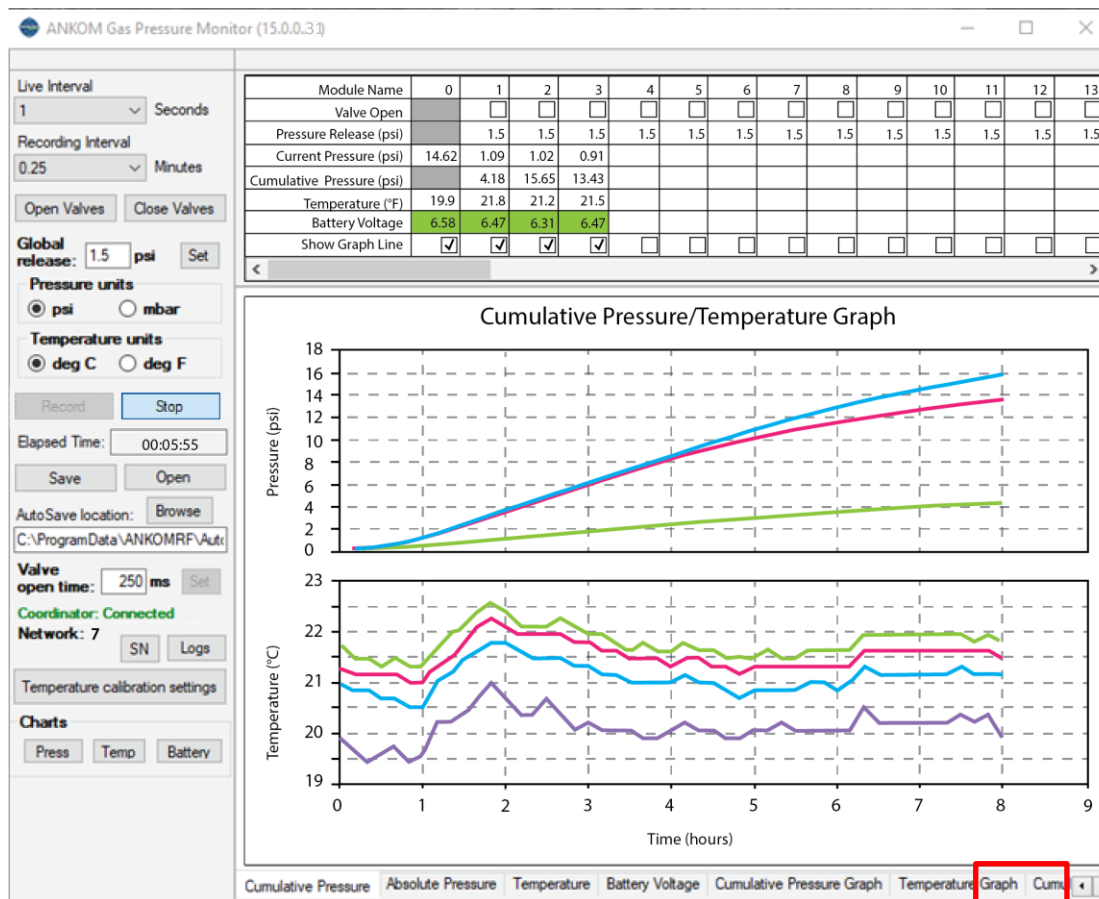 ANKOM Gas Pressure Monitor (15.0.0.31)
Live Interval
1 Seconds
Recording Interval
0.25 Minutes
Open Valves Close Valves
Global
release: 1.5 psi Set
Pressure units
psi mbar
Temperature units
deg C deg F
Record Stop
Elapsed Time: 00:05:55
Save Open
AutoSave location: Browse
C:\ProgramData\ANKOMRF\Auto
Valve
open time: 250 ms Set
Coordinator: Connected
Network: 7
SN Logs
Temperature calibration settings
Charts
Press Temp Battery
Module Name 0 1 2 3 4 5 6 7 8 9 10 11 12 13
Valve Open
Pressure Release (psi) 1.5 1.5 1.5 1.5 1.5 1.5 1.5 1.5 1.5 1.5 1.5 1.5 1.5
Current Pressure (psi) 14.62 1.09 1.02 0.91
Cumulative Pressure (psi) 4.18 15.65 13.43
Temperature (°F) 19.9 21.8 21.2 21.5
Battery Voltage 6.58 6.47 6.31 6.47
Show Graph Line
Cumulative Pressure/Temperature Graph
Pressure (psi)
18
16
14
12
10
8
6
4
2
0
Temperature (°C)
23
22
21
20
19
0 1 2 3 4 5 6 7 8 9
Time (hours)
Cumulative Pressure Absolute Pressure Temperature Battery Voltage Cumulative Pressure Graph Temperature Graph Cumu